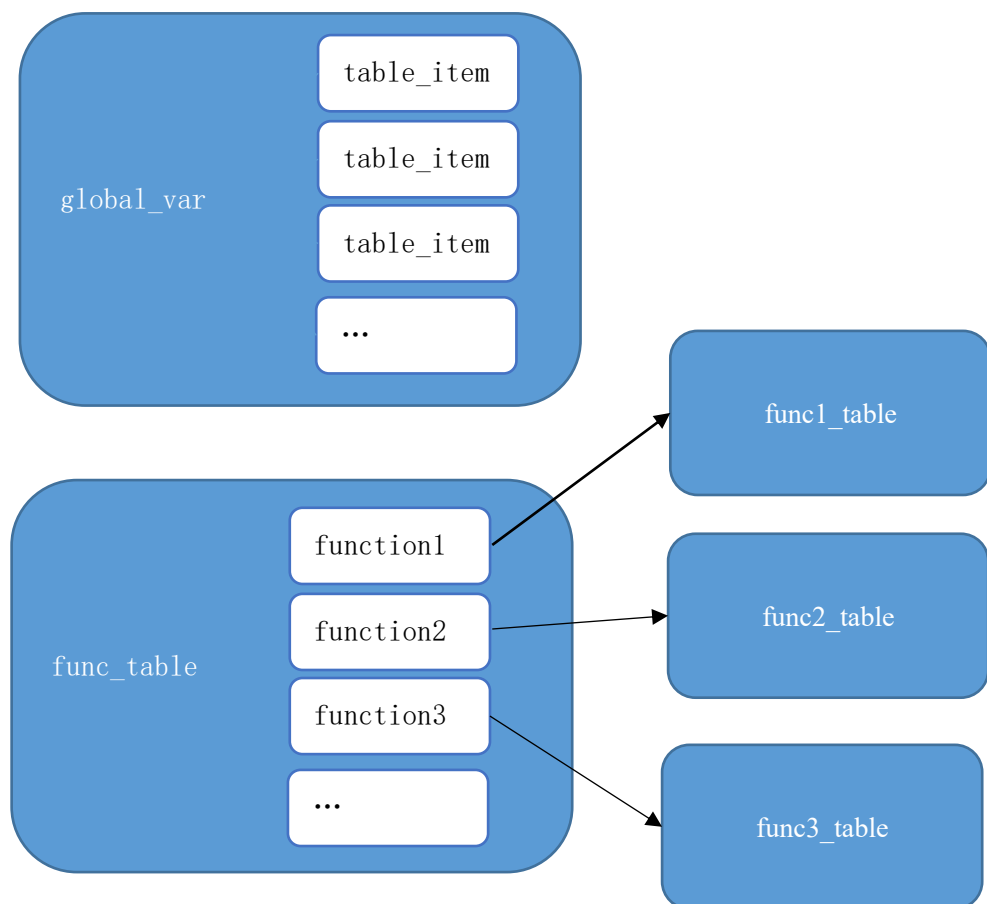 table_item
table_item
global_var
table_item
...
func1_table
function1
function2
func2_table
func_table
function3
...
func3_table